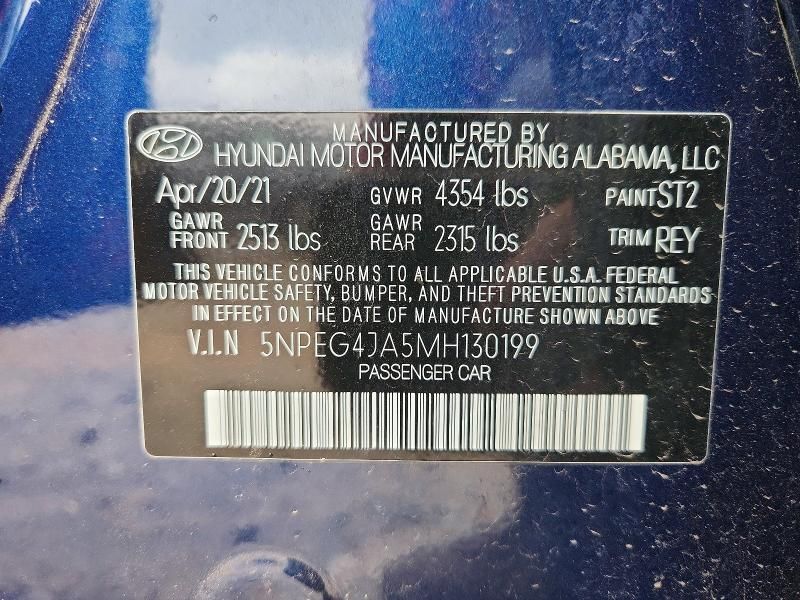 MANUFACTURED BY
HYUNDAI MOTOR MANUFACTURING ALABAMA, LLC
Apr/20/21 GVWR 4354 lbs PAINT ST2
GAWR FRONT 2513 lbs GAWR REAR 2315 lbs TRIM REY
THIS VEHICLE CONFORMS TO ALL APPLICABLE U.S.A. FEDERAL
MOTOR VEHICLE SAFETY, BUMPER, AND THEFT PREVENTION STANDARDS
IN EFFECT ON THE DATE OF MANUFACTURE SHOWN ABOVE
V.I.N 5NPEG4JA5MH130199
PASSENGER CAR